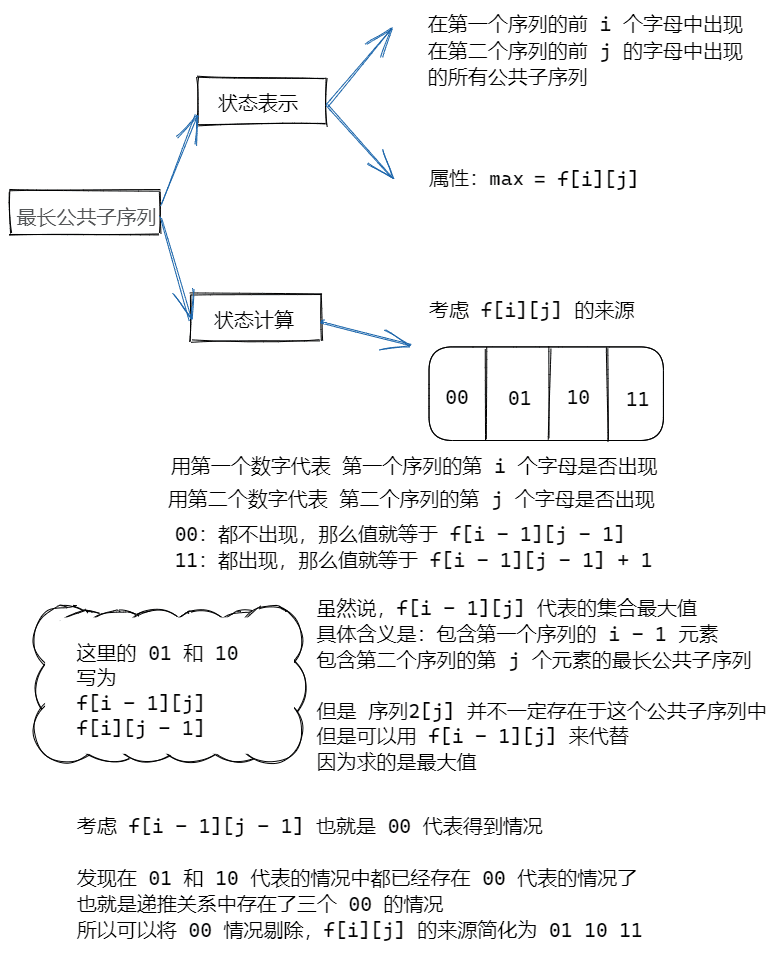 在第一个序列的前 i 个字母中出现
在第二个序列的前 j 的字母中出现
的所有公共子序列
状态表示
属性: max = f[i][j]
最长公共子序列
状态计算
考虑 f[i][j] 的来源
00 01 10 11
用第一个数字代表 第一个序列的第 i 个字母是否出现
用第二个数字代表 第二个序列的第 j 个字母是否出现
00: 都不出现, 那么值就等于 f[i - 1][j - 1]
11: 都出现, 那么值就等于 f[i - 1][j - 1] + 1
这里的 01 和 10
写为
f[i - 1][j]
f[i][j - 1]
虽然说, f[i - 1][j] 代表的集合最大值
具体含义是: 包含第一个序列的 i - 1 元素
包含第二个序列的第 j 个元素的最长公共子序列
但是 序列2[j] 并不一定存在于这个公共子序列中
但是可以用 f[i - 1][j] 来代替
因为求的是最大值
考虑 f[i - 1][j - 1] 也就是 00 代表得到情况
发现在 01 和 10 代表的情况中都已经存在 00 代表的情况了
也就是递推关系中存在了三个 00 的情况
所以可以将 00 情况剔除, f[i][j] 的来源简化为 01 10 11